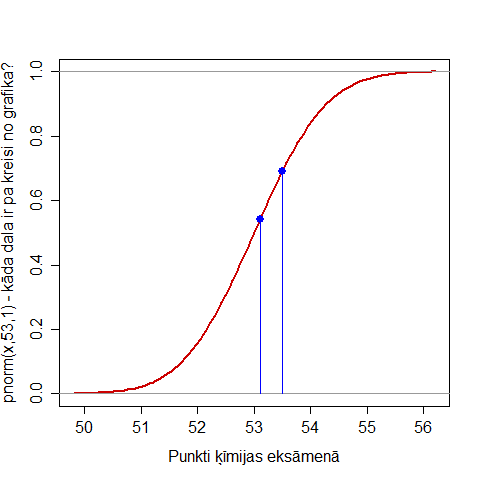 pnorm(x,53,1) - kāda daļa ir pa kreisi no grafika?
1.0
0.8
0.6
0.4
0.2
0.0
50 51 52 53 54 55 56
Punkti ķīmijas eksāmenā